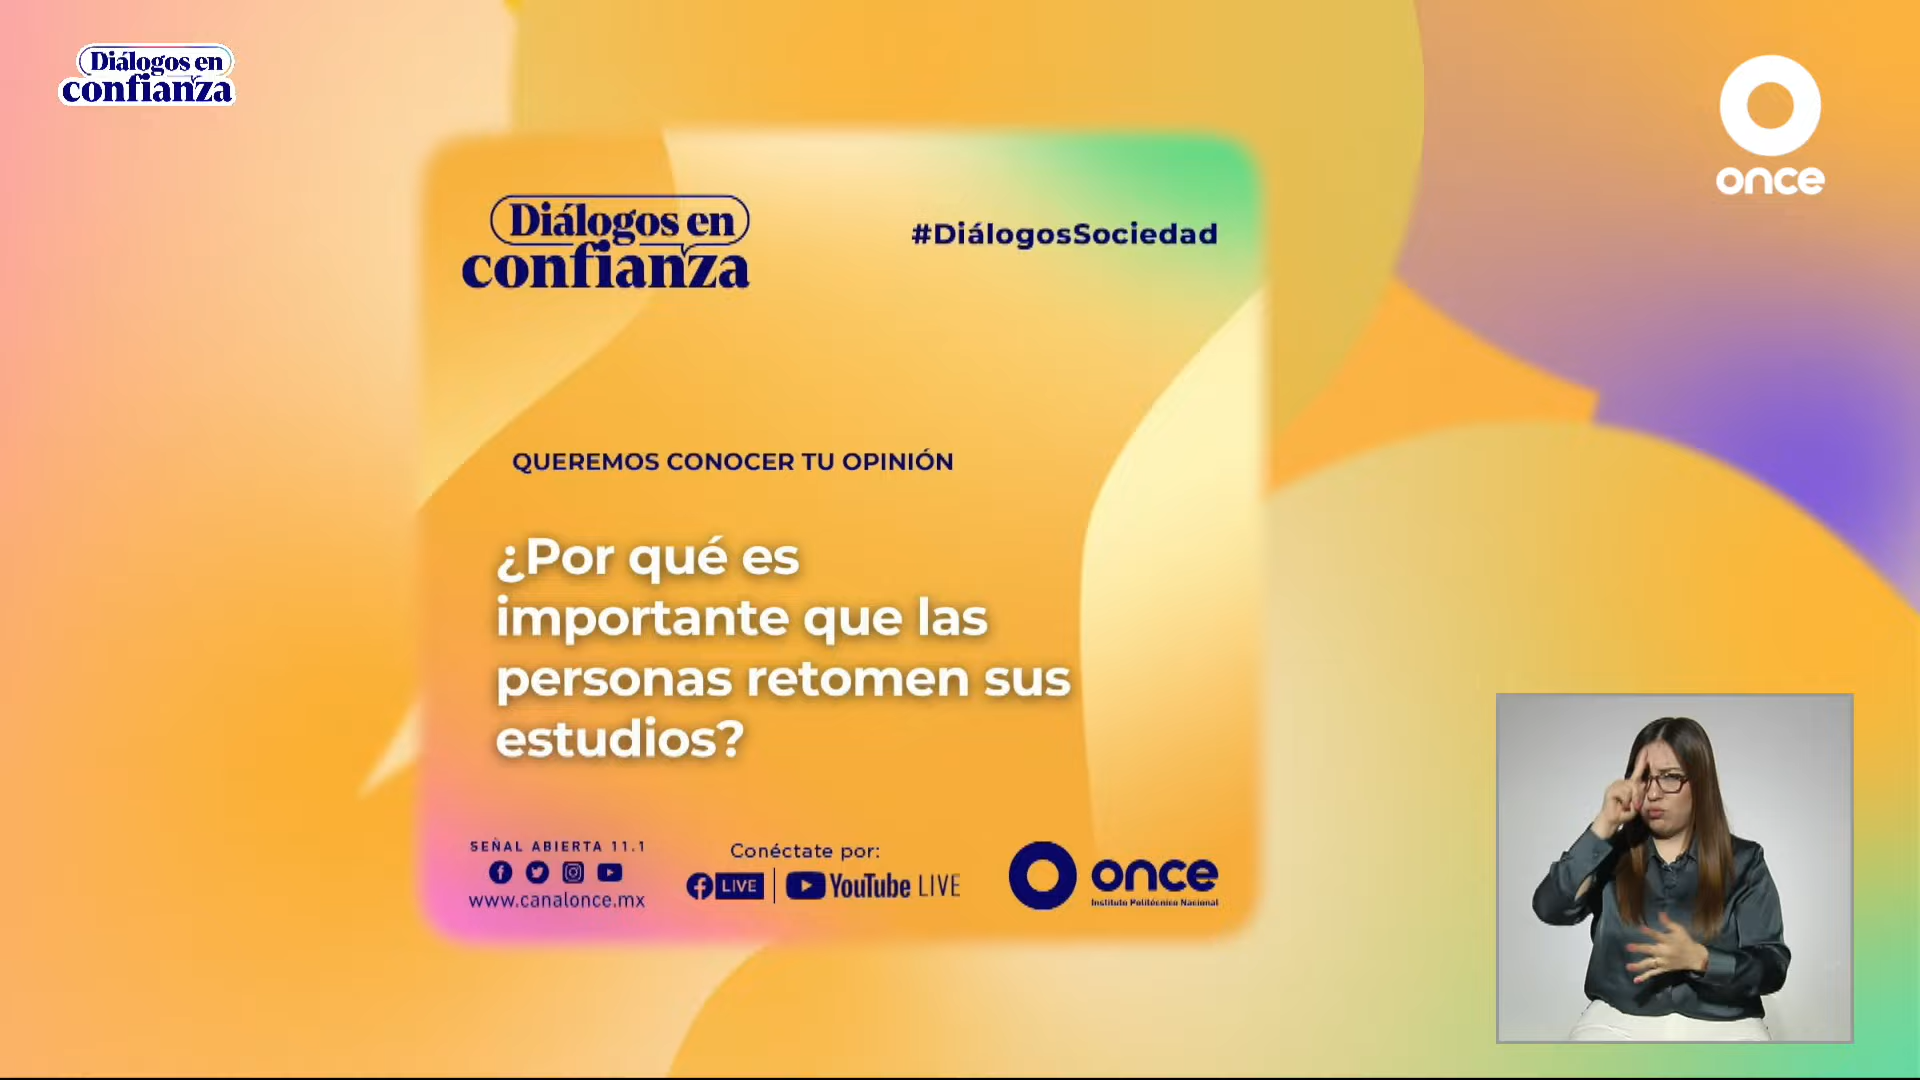 Diálogos en
confianza
once
Diálogos en
confianza
#DiálogosSociedad
QUEREMOS CONOCER TU OPINIÓN
¿Por qué es
importante que las
personas retomen sus
estudios?
SEÑAL ABIERTA 11.1
www.canalonce.mx
Conéctate por:
LIVE
YouTube LIVE
once
Instituto Politécnico Nacional